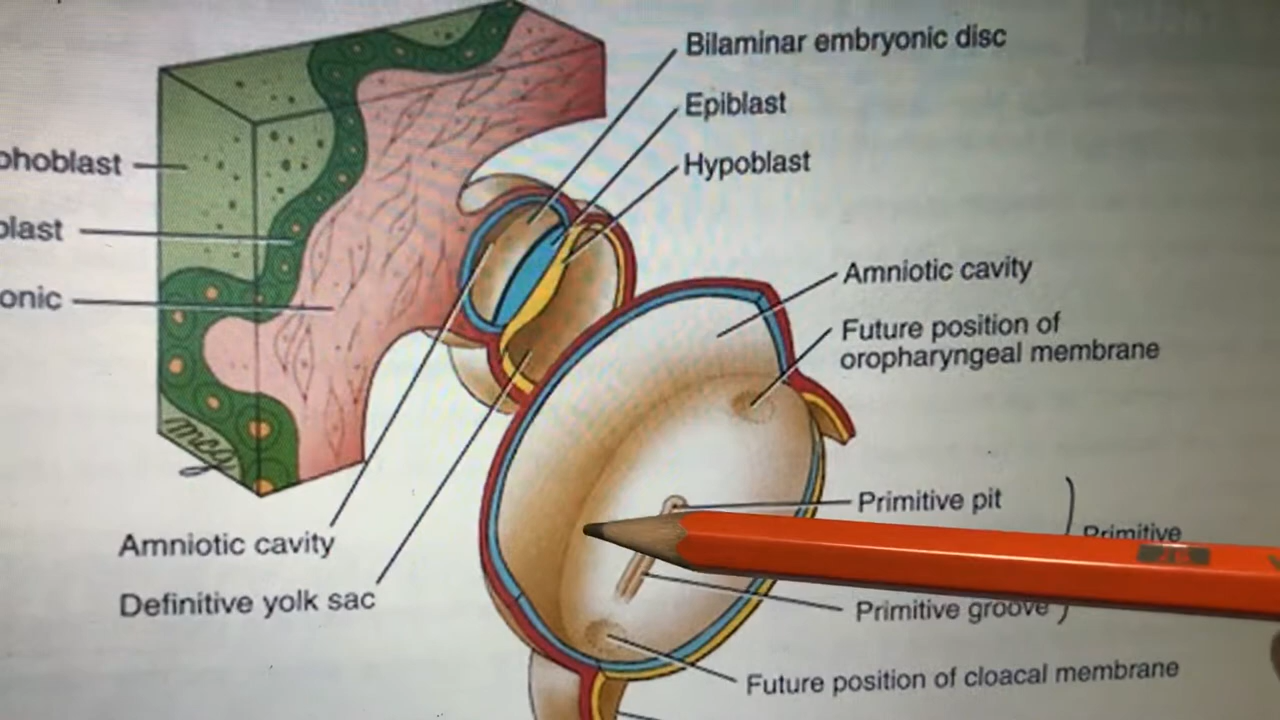 Bilaminar embryonic disc
Epiblast
Hypoblast
phoblast
blast
onic
Amniotic cavity
Future position of
oropharyngeal membrane
Primitive pit
Primitive
Amniotic cavity
Definitive yolk sac
Primitive groove
Future position of cloacal membrane